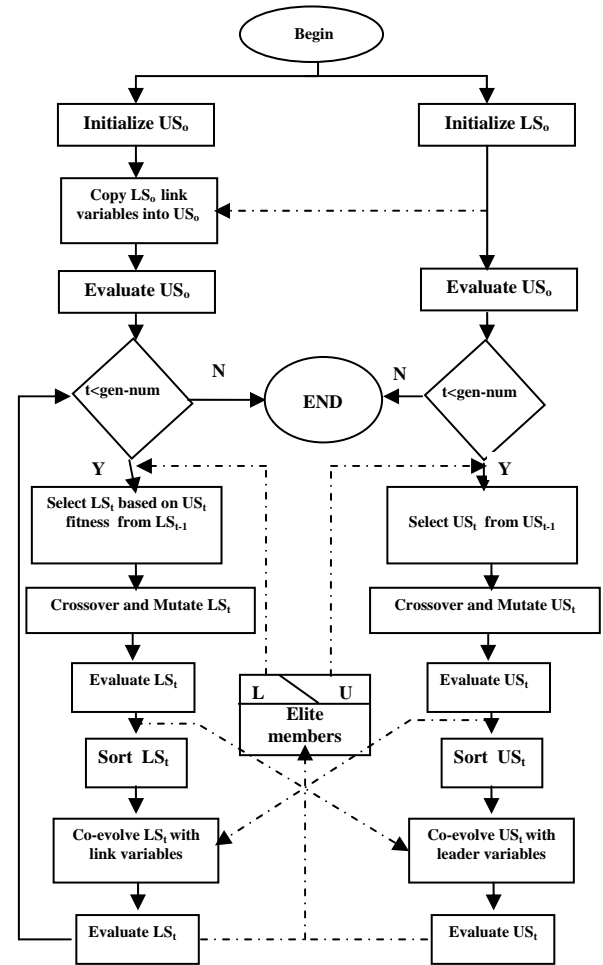 Begin
Initialize USo
Initialize LSo
Copy LSo link
variables into USo
Evaluate USo
Evaluate USo
t<gen-num
N
END
N
t<gen-num
Y
Y
Select LSt based on USt
fitness from LSt-1
Select USt from USt-1
Crossover and Mutate LSt
Crossover and Mutate USt
Evaluate LSt
Evaluate USt
L
U
Elite
members
Sort LSt
Sort USt
Co-evolve LSt with
link variables
Co-evolve USt with
leader variables
Evaluate LSt
Evaluate USt